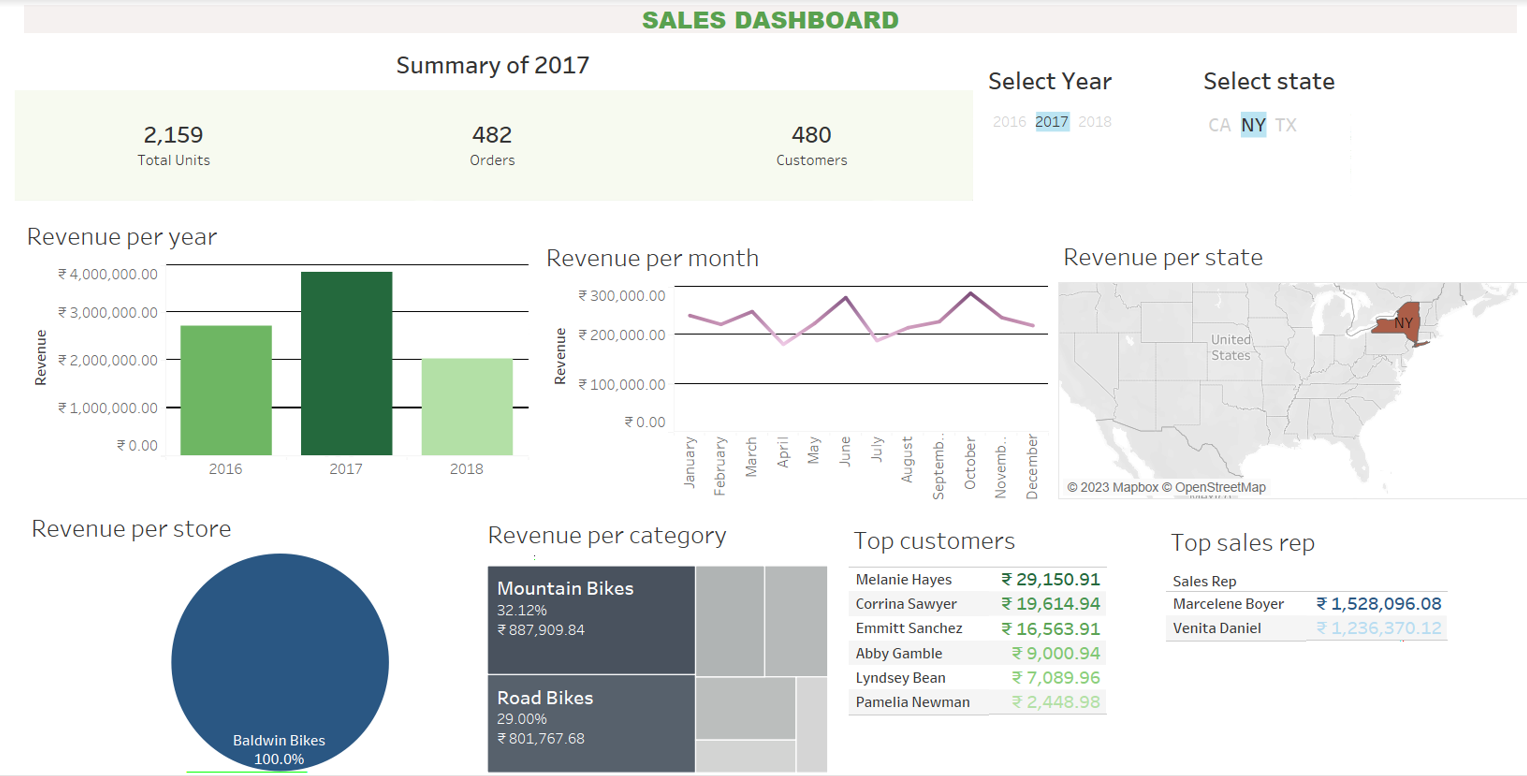 SALES DASHBOARD
Summary of 2017
2,159
Total Units
482
Orders
480
Customers
Select Year
2016 2017 2018
Select state
CA NY TX
Revenue per year
Revenue
₹ 4,000,000.00
₹ 3,000,000.00
₹ 2,000,000.00
₹ 1,000,000.00
₹ 0.00
2016 2017 2018
Revenue per month
Revenue
₹ 300,000.00
₹ 200,000.00
₹ 100,000.00
₹ 0.00
January
February
March
April
May
June
July
August
Septemb..
October
Novemb..
December
Revenue per state
NY
United
States
© 2023 Mapbox © OpenStreetMap
Revenue per store
Baldwin Bikes
100.0%
Revenue per category
Mountain Bikes
32.12%
₹ 887,909.84
Road Bikes
29.00%
₹ 801,767.68
Top customers
Melanie Hayes ₹ 29,150.91
Corrina Sawyer ₹ 19,614.94
Emmitt Sanchez ₹ 16,563.91
Abby Gamble ₹ 9,000.94
Lyndsey Bean ₹ 7,089.96
Pamelia Newman ₹ 2,448.98
Top sales rep
Sales Rep
Marcelene Boyer ₹ 1,528,096.08
Venita Daniel ₹ 1,236,370.12